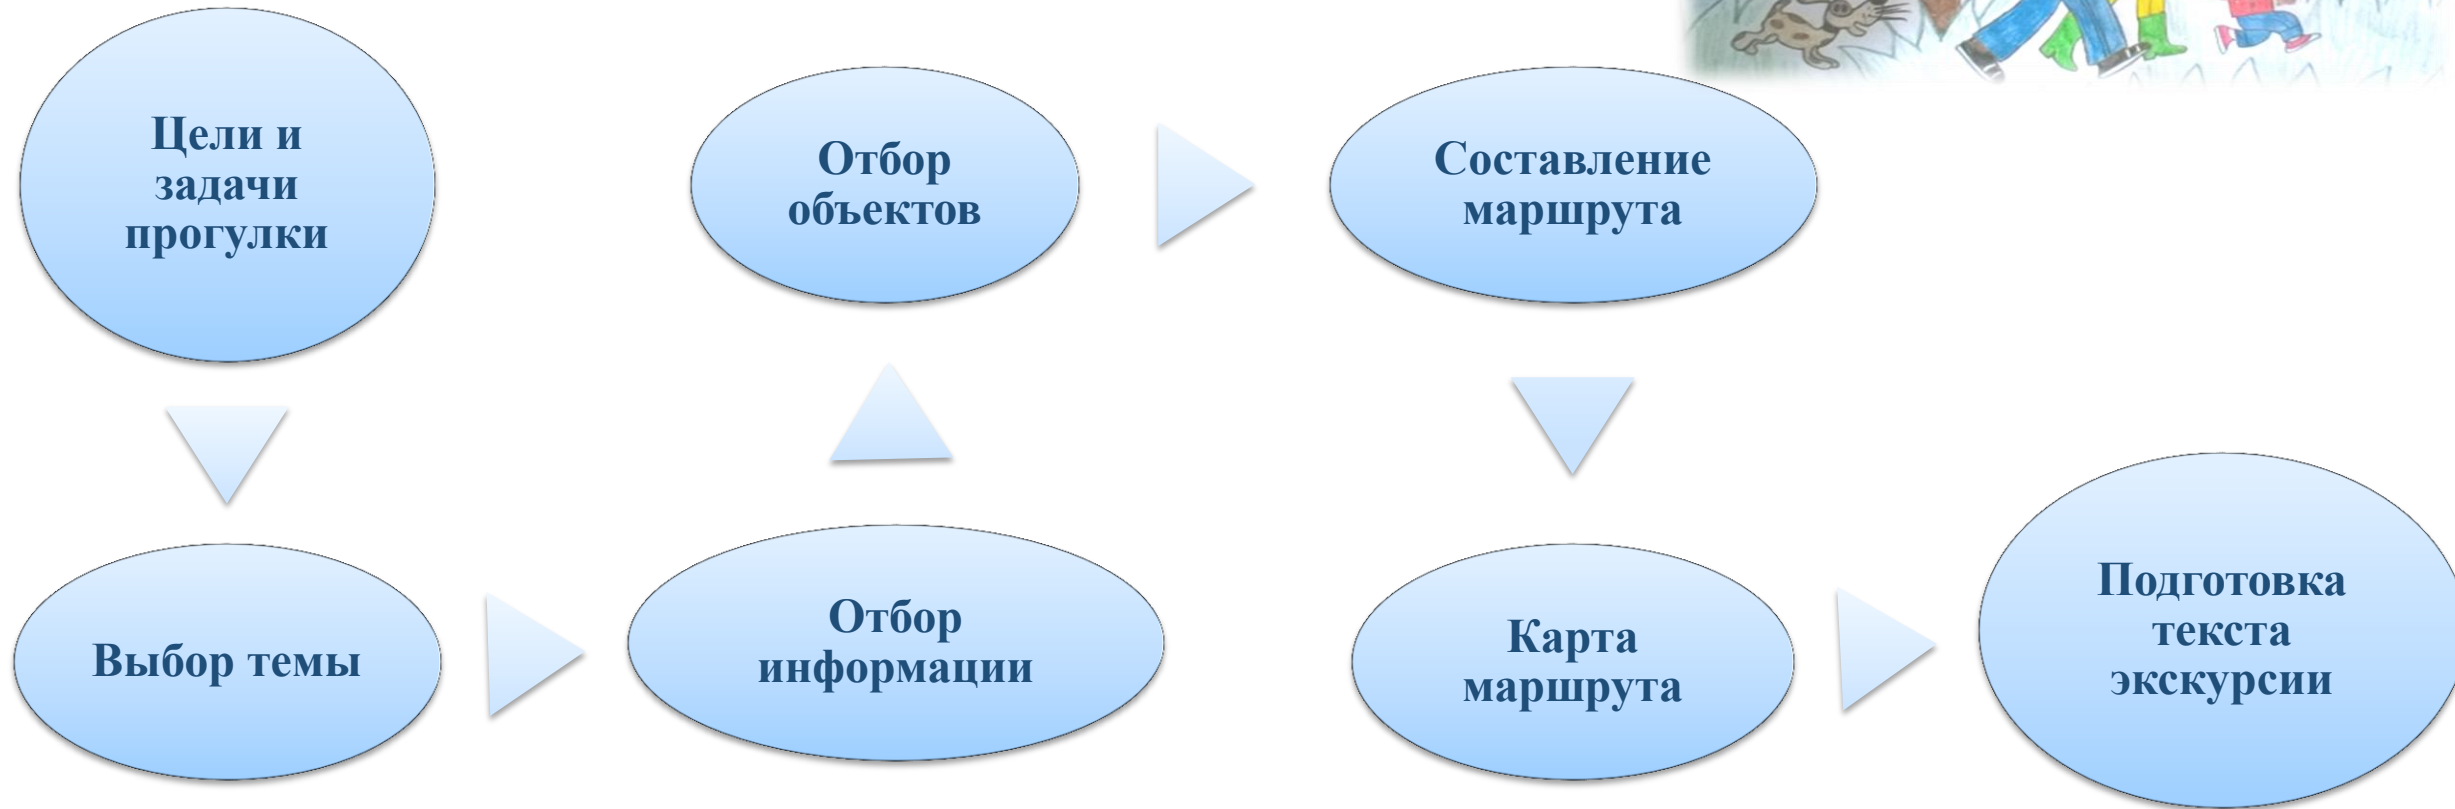 Цели и
задачи
прогулки
Выбор темы
Отбор
информации
Отбор
объектов
Составление
маршрута
Карта
маршрута
Подготовка
текста
экскурсии